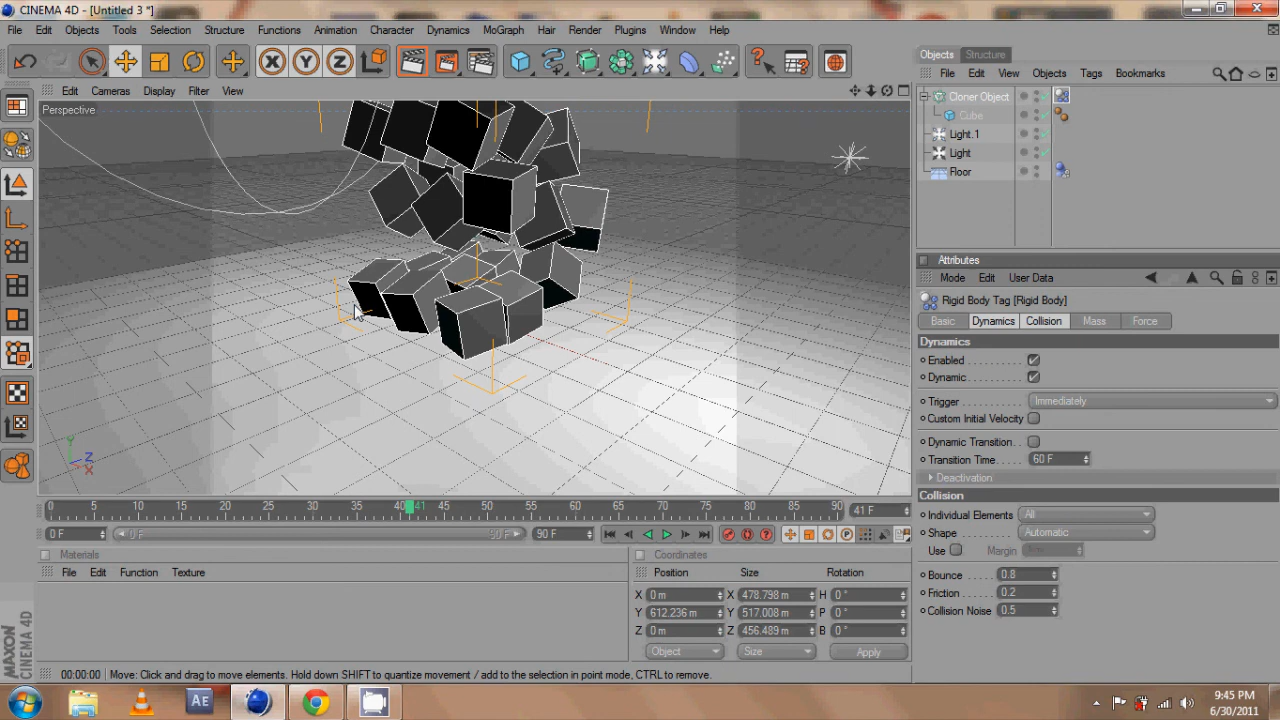 CINEMA 4D - [Untitled 3 *]
File Edit Objects Tools Selection Structure Functions Animation Character Dynamics MoGraph Hair Render Plugins Window Help
X Y Z
Objects Structure
File Edit View Objects Tags Bookmarks
Edit Cameras Display Filter View
Perspective
Cloner Object
Cube
Light.1
Light
Floor
Attributes
Mode Edit User Data
Rigid Body Tag [Rigid Body]
Basic Dynamics Collision Mass Force
Dynamics
Enabled
Dynamic
Trigger Immediately
Custom Initial Velocity
Dynamic Transition
Transition Time 60 F
Deactivation
Collision
Individual Elements All
Shape Automatic
Use Margin
Bounce 0.8
Friction 0.2
Collision Noise 0.5
Y
Z
X
0 5 10 15 20 25 30 35 41 45 50 55 60 65 70 75 80 85 90 41 F
0 F 0 F 90 F 90 F
Materials
File Edit Function Texture
Coordinates
Position Size Rotation
X 0 m X 478.798 m H 0 °
Y 612.236 m Y 517.008 m P 0 °
Z 0 m Z 456.489 m B 0 °
Object Size Apply
MAXON CINEMA 4D
00:00:00 Move: Click and drag to move elements. Hold down SHIFT to quantize movement / add to the selection in point mode, CTRL to remove.
Ae
9:45 PM
6/30/2011